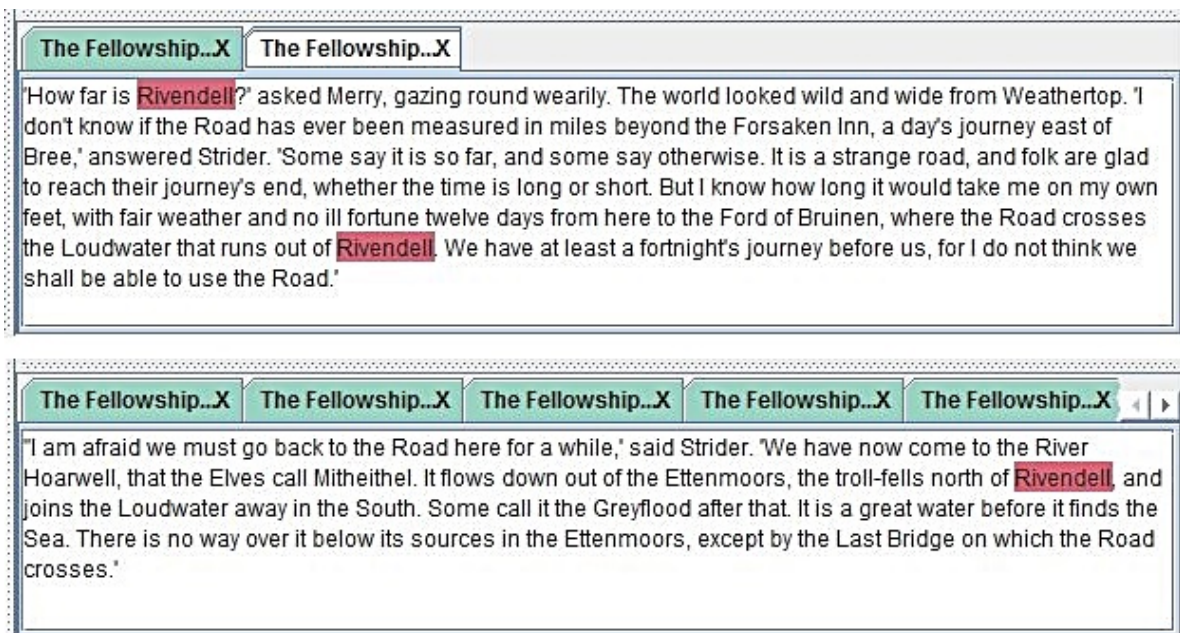 The Fellowship...X The Fellowship...X
'How far is Rivendell?' asked Merry, gazing round wearily. The world looked wild and wide from Weathertop. 'I
don't know if the Road has ever been measured in miles beyond the Forsaken Inn, a day's journey east of
Bree,' answered Strider. 'Some say it is so far, and some say otherwise. It is a strange road, and folk are glad
to reach their journey's end, whether the time is long or short. But I know how long it would take me on my own
feet, with fair weather and no ill fortune twelve days from here to the Ford of Bruinen, where the Road crosses
the Loudwater that runs out of Rivendell. We have at least a fortnight's journey before us, for I do not think we
shall be able to use the Road.'
The Fellowship...X The Fellowship...X The Fellowship...X The Fellowship...X The Fellowship...X
"I am afraid we must go back to the Road here for a while,' said Strider. 'We have now come to the River
Hoarwell, that the Elves call Mitheithel. It flows down out of the Ettenmoors, the troll-fells north of Rivendell, and
joins the Loudwater away in the South. Some call it the Greyflood after that. It is a great water before it finds the
Sea. There is no way over it below its sources in the Ettenmoors, except by the Last Bridge on which the Road
crosses.'